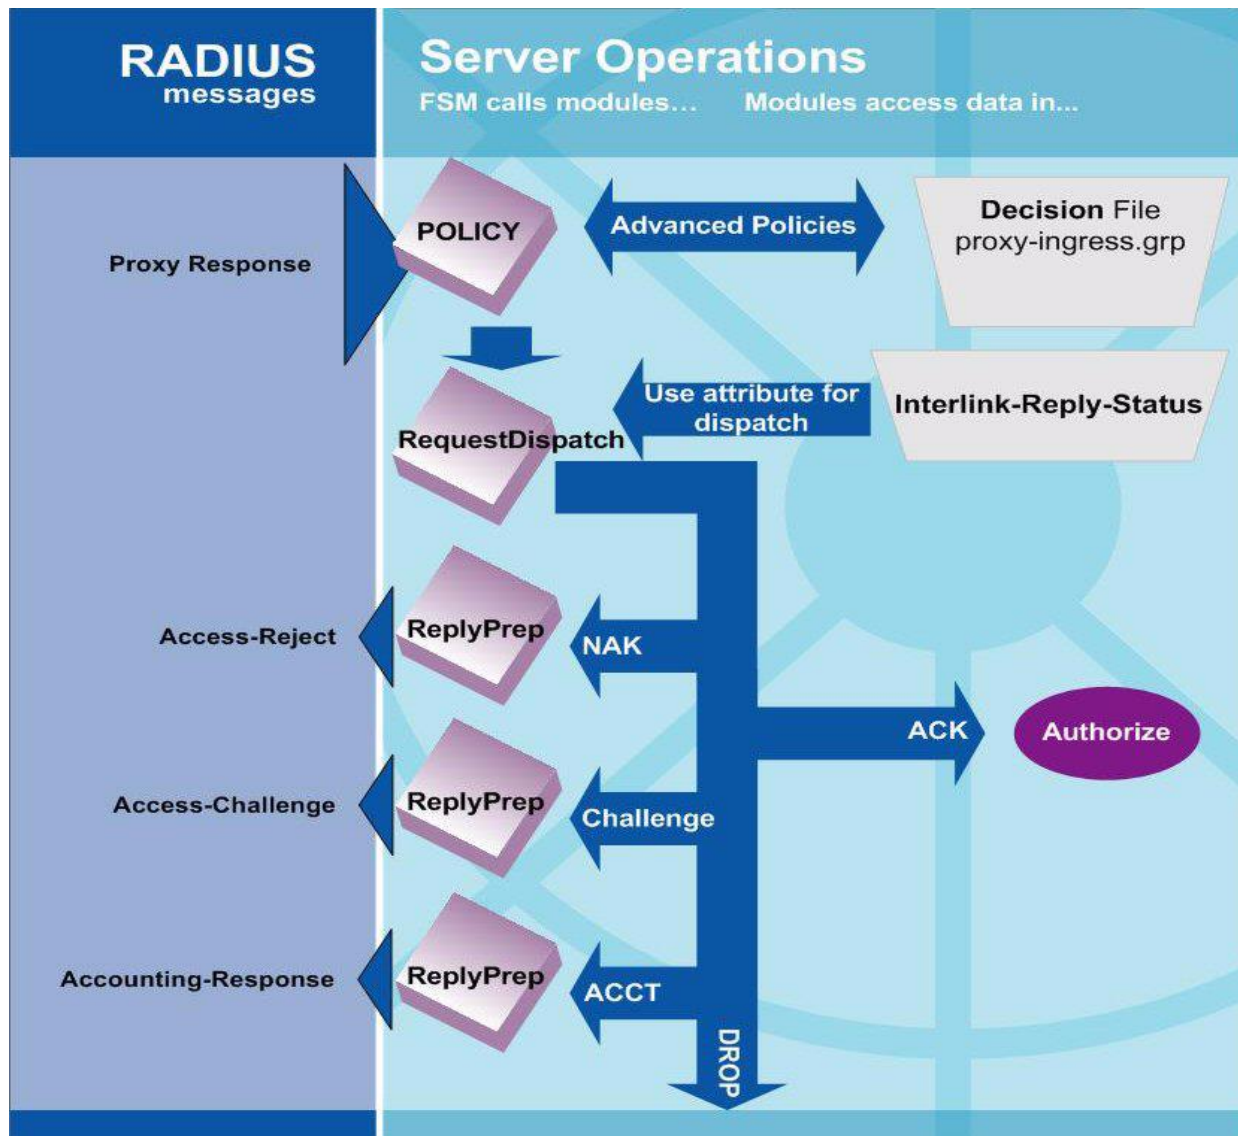 RADIUS
messages
Server Operations
FSM calls modules… Modules access data in...
Proxy Response
POLICY
Advanced Policies
Decision File
proxy-ingress.grp
RequestDispatch
Use attribute for
dispatch
Interlink-Reply-Status
Access-Reject
ReplyPrep
NAK
ACK
Authorize
Access-Challenge
ReplyPrep
Challenge
Accounting-Response
ReplyPrep
ACCT
DROP